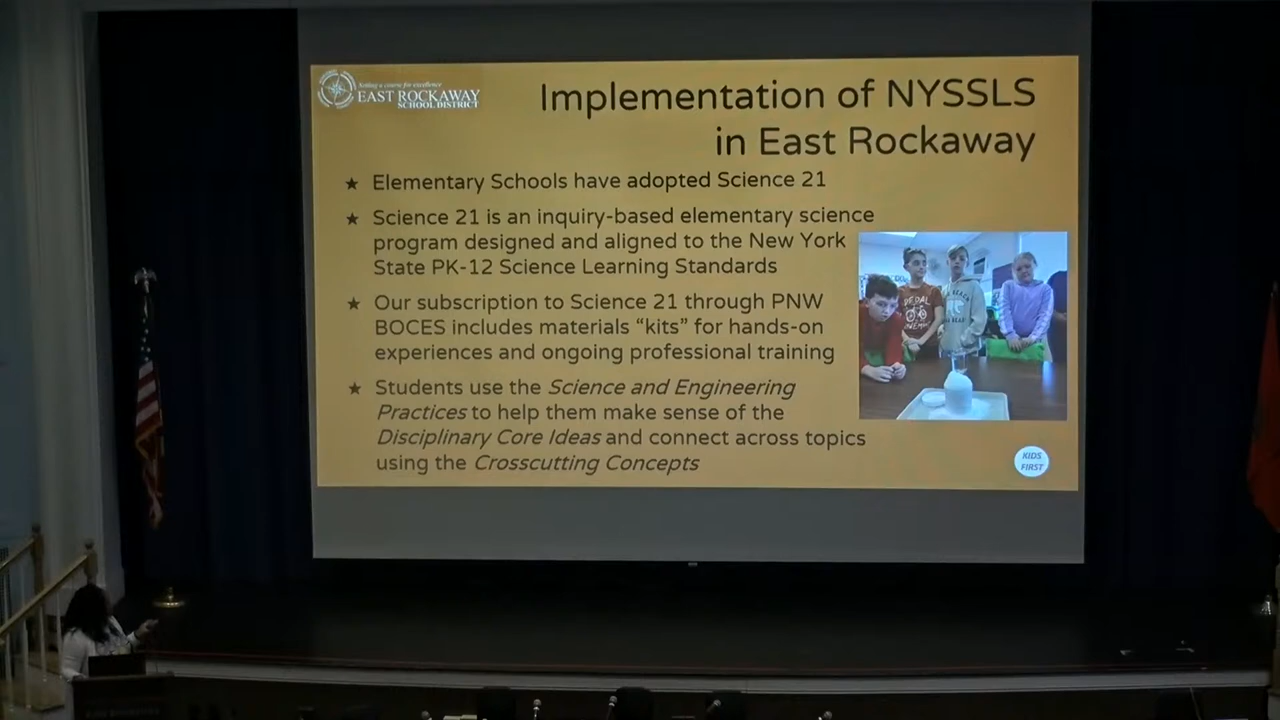 Setting a course for excellence
EAST ROCKAWAY
SCHOOL DISTRICT
Implementation of NYSSLS
in East Rockaway
★ Elementary Schools have adopted Science 21
★ Science 21 is an inquiry-based elementary science
program designed and aligned to the New York
State PK-12 Science Learning Standards
★ Our subscription to Science 21 through PNW
BOCES includes materials “kits” for hands-on
experiences and ongoing professional training
★ Students use the Science and Engineering
Practices to help them make sense of the
Disciplinary Core Ideas and connect across topics
using the Crosscutting Concepts
KIDS
FIRST